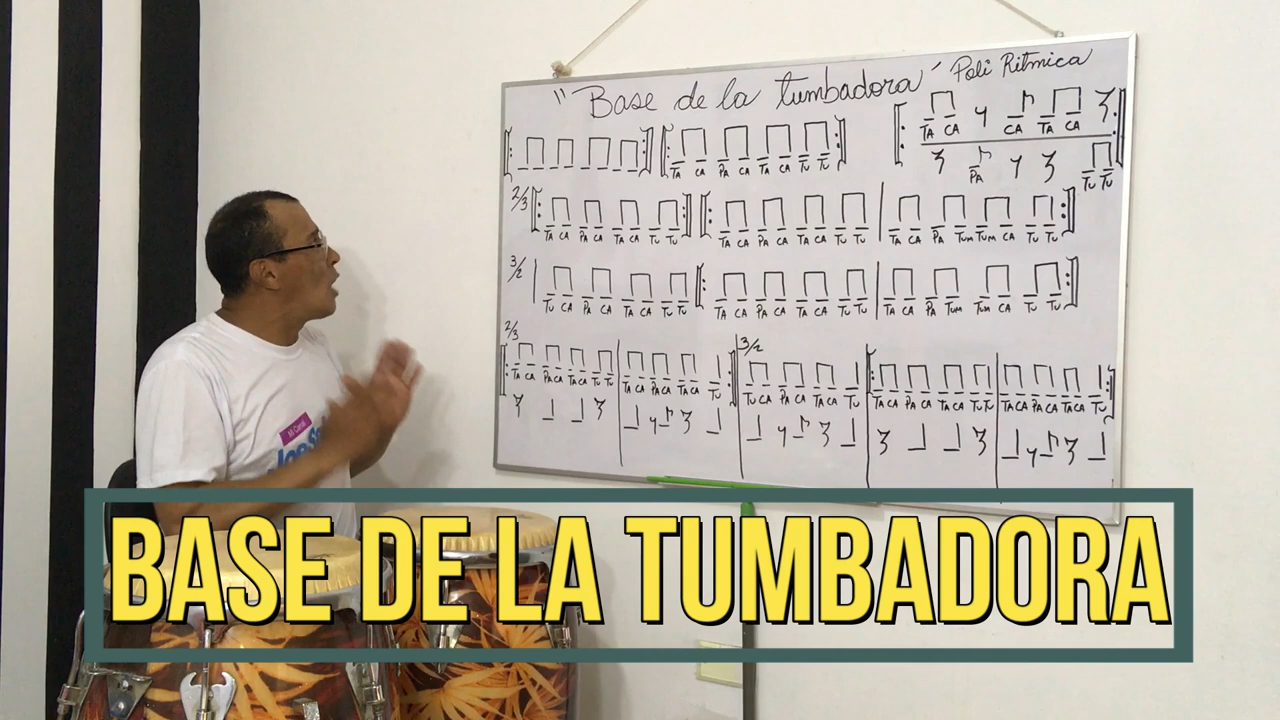 "Base de la tumbadora" Poli Ritmica
TA CA CA TA CA
PA TU TU
TA CA PA CA TA CA TU TU
2/3 TA CA PA CA TA CA TU TU TA CA PA CA TA CA TU TU TA CA PA TUM TUM CA TU TU
3/2 TU CA PA CA TA CA TU TU TA CA PA CA TA CA TU TU TA CA PA TUM TUM CA TU TU
2/3 3/2
TA CA PA CA TA CA TU TU TA CA PA CA TA CA TU TU CA PA CA TA CA TU TA CA PA CA TA CA TU TU TA CA PA CA TA CA TU
Mi Canal
BASE DE LA TUMBADORA